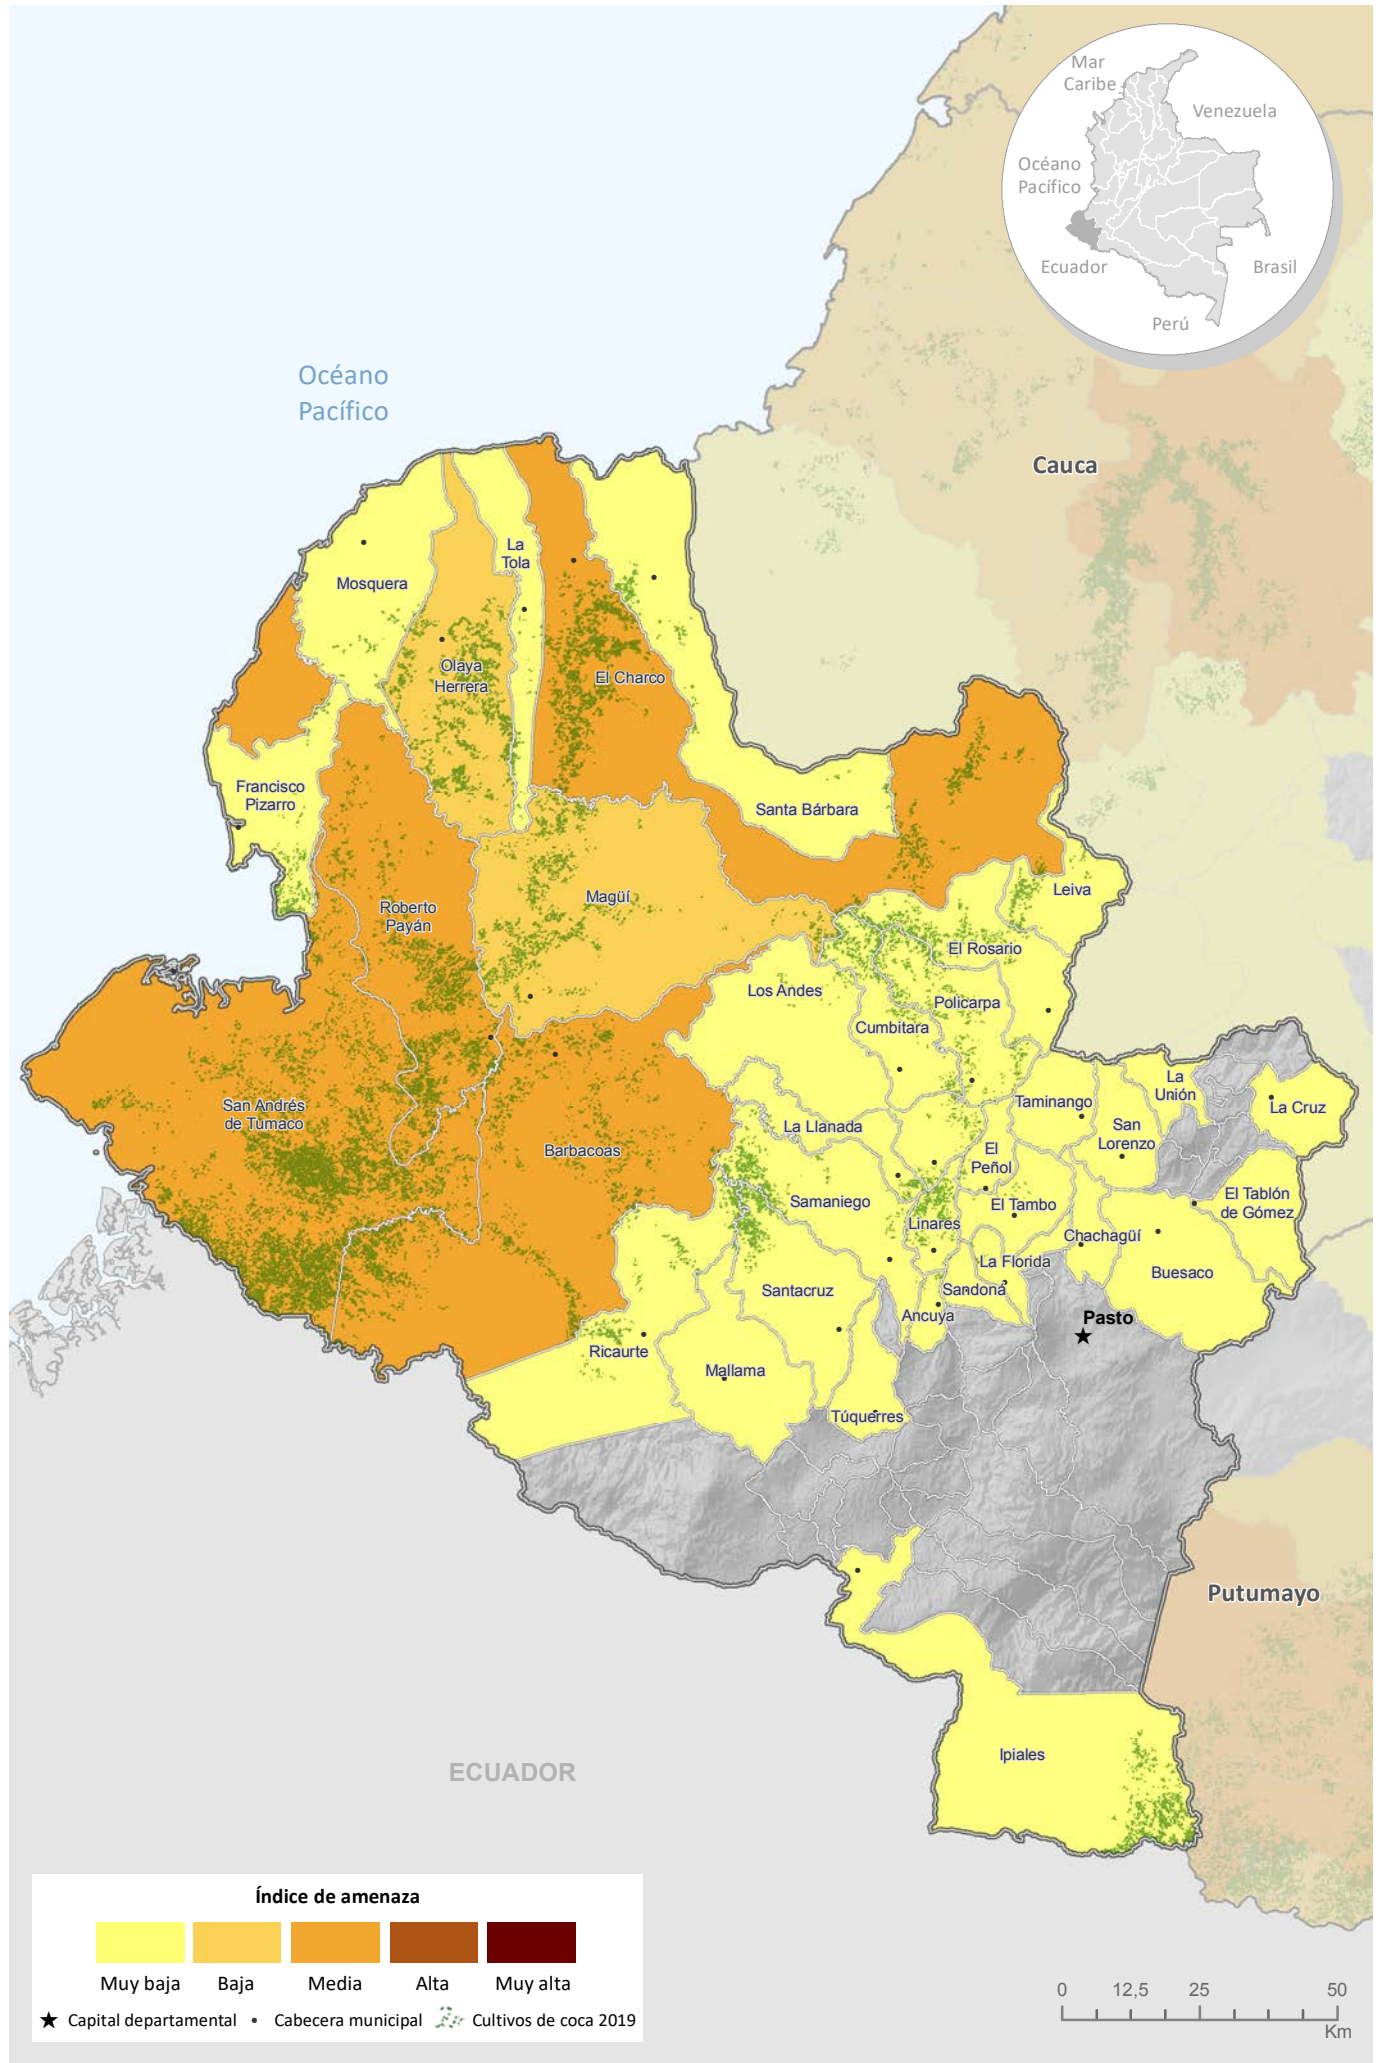 Mar
Caribe
Venezuela
Océano
Pacífico
Ecuador
Brasil
Perú
Océano
Pacífico
Cauca
La
Tola
Mosquera
Olaya
Herrera
El Charco
Francisco
Pizarro
Santa Bárbara
Leiva
Magüí
Roberto
Payán
El Rosario
Los Andes
Policarpa
Cumbitara
La
Unión
Taminango
La Cruz
San Andrés
de Tumaco
La Llanada
San
Lorenzo
Barbacoas
El
Peñol
Samaniego
El Tambo
El Tablón
de Gómez
Linares
Chachagüí
La Florida
Buesaco
Santacruz
Sandoná
Ancuya
Pasto
Ricaurte
Mallama
Túquerres
Putumayo
Ipiales
ECUADOR
Índice de amenaza
Muy baja Baja Media Alta Muy alta
Capital departamental Cabecera municipal Cultivos de coca 2019
0 12,5 25 50
Km